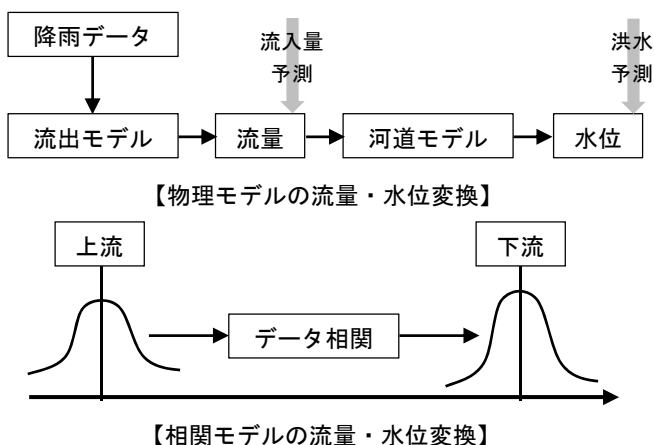 降雨データ
流入量
予測
洪水
予測
流出モデル
流量
河道モデル
水位
【物理モデルの流量・水位変換】
上流
下流
データ相関
【相関モデルの流量・水位変換】